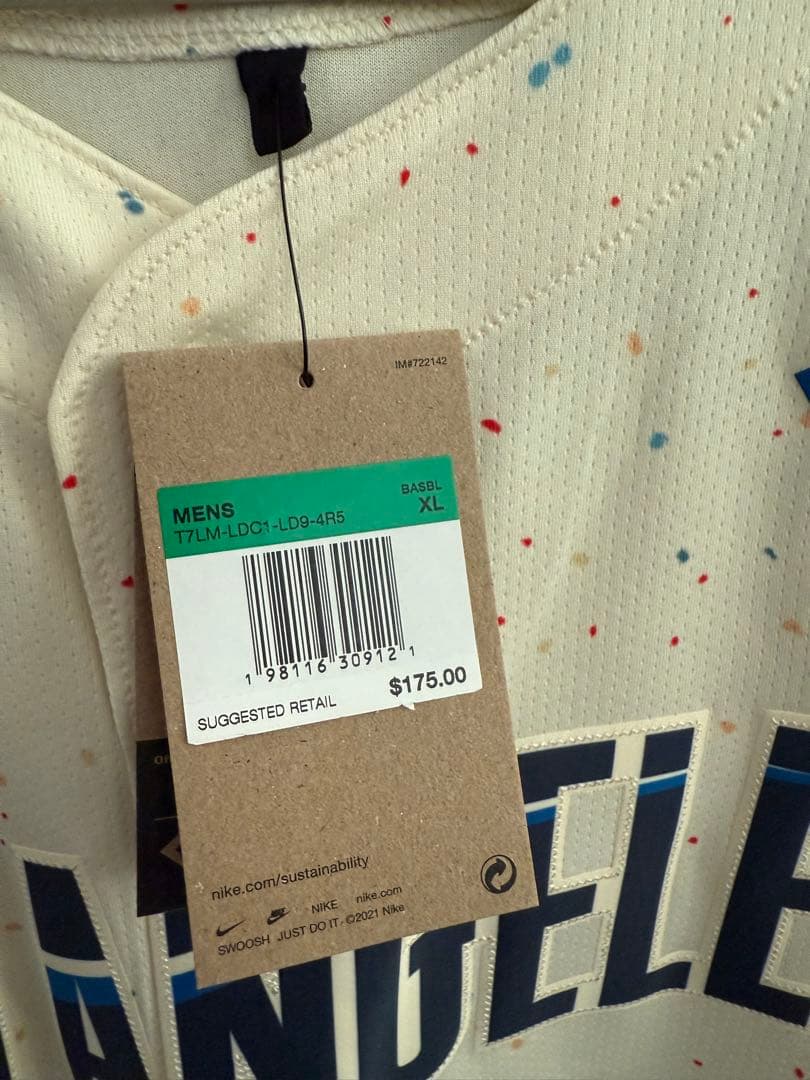 IM#722142
MENS
BASBL
T7LM-LDC1-LD9-4R5
XL
1 98116 30912 1
SUGGESTED RETAIL
$175.00
nike.com/sustainability
NIKE nike.com
SWOOSH JUST DO IT ©2021 Nike
ANGELE